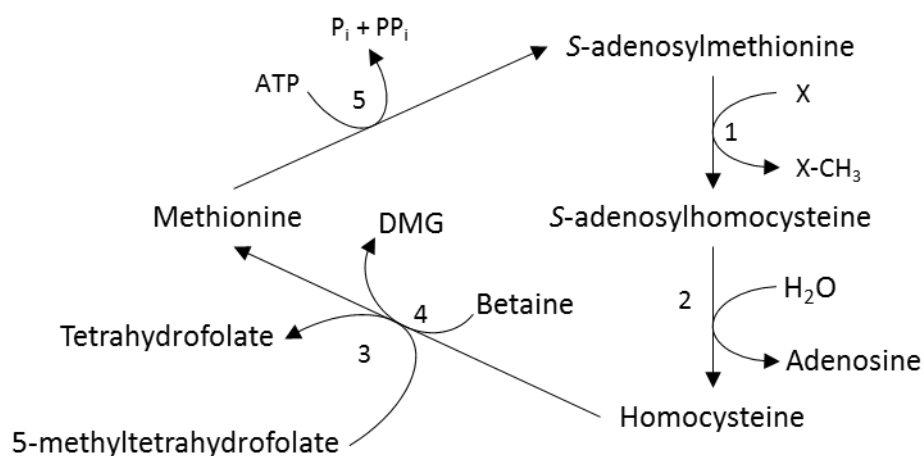 Pi + PPi
S-adenosylmethionine
ATP
5
X
1
X-CH3
Methionine
DMG
S-adenosylhomocysteine
2
H2O
Betaine
4
Tetrahydrofolate
3
Adenosine
Homocysteine
5-methyltetrahydrofolate